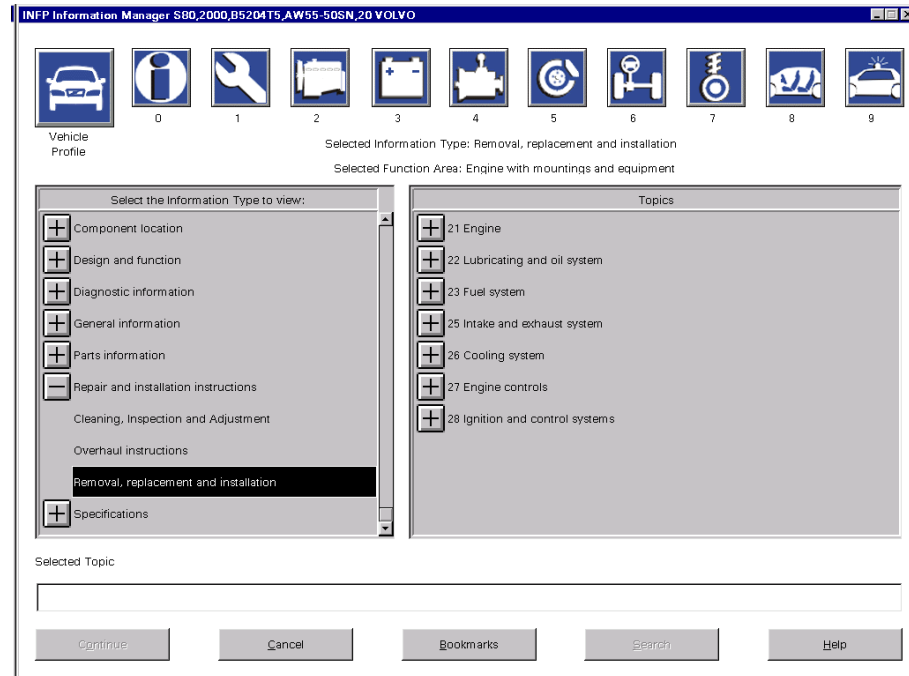 INFP Information Manager S80,2000,B5204T5,AW55-50SN,20 VOLVO
0 1 2 3 4 5 6 7 8 9
Vehicle
Profile
Selected Information Type: Removal, replacement and installation
Selected Function Area: Engine with mountings and equipment
Select the Information Type to view:
Component location
Design and function
Diagnostic information
General information
Parts information
Repair and installation instructions
Cleaning, Inspection and Adjustment
Overhaul instructions
Removal, replacement and installation
Specifications
Topics
21 Engine
22 Lubricating and oil system
23 Fuel system
25 Intake and exhaust system
26 Cooling system
27 Engine controls
28 Ignition and control systems
Selected Topic
Continue Cancel Bookmarks Search Help